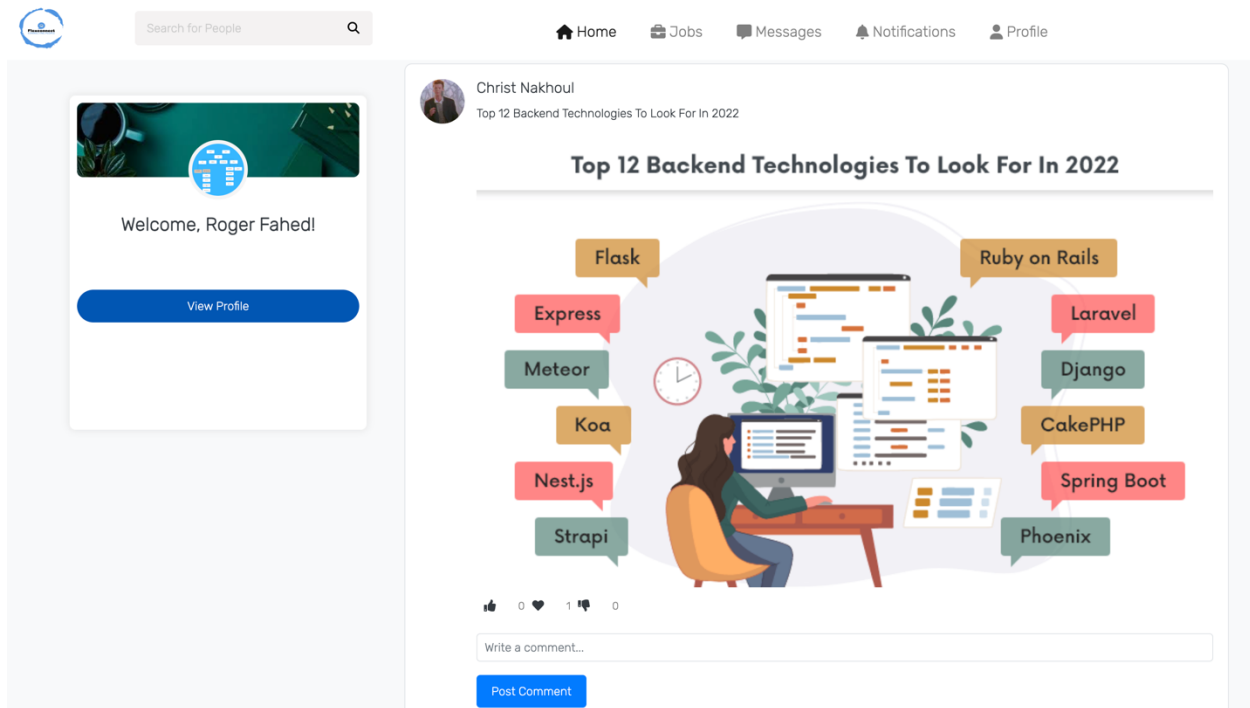 Search for People
Home
Jobs
Messages
Notifications
Profile
Welcome, Roger Fahed!
View Profile
Christ Nakhoul
Top 12 Backend Technologies To Look For In 2022
Top 12 Backend Technologies To Look For In 2022
Flask
Ruby on Rails
Express
Laravel
Meteor
Django
Koa
CakePHP
Nest.js
Spring Boot
Strapi
Phoenix
0 1 0
Write a comment...
Post Comment